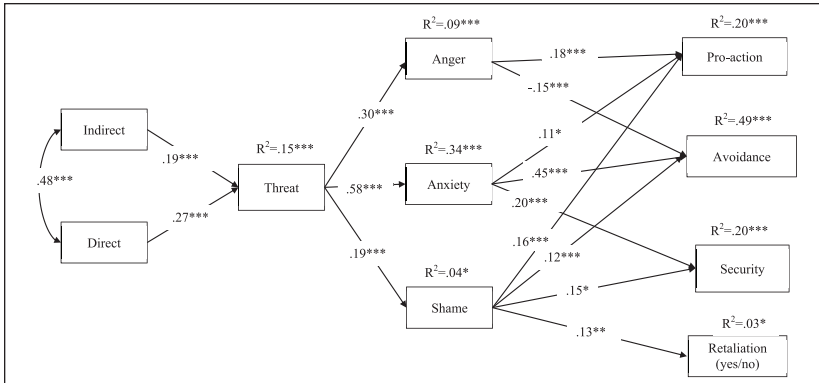 R²=.09***
Anger
R²=.20***
Pro-action
.18***
-.15***
Indirect
.48***
Direct
.19***
.27***
R²=.15***
Threat
.30***
.58***
.19***
R²=.34***
Anxiety
.11*
.45***
.20***
R²=.49***
Avoidance
R²=.04*
Shame
.16***
.12***
.15*
.13**
R²=.20***
Security
R²=.03*
Retaliation
(yes/no)